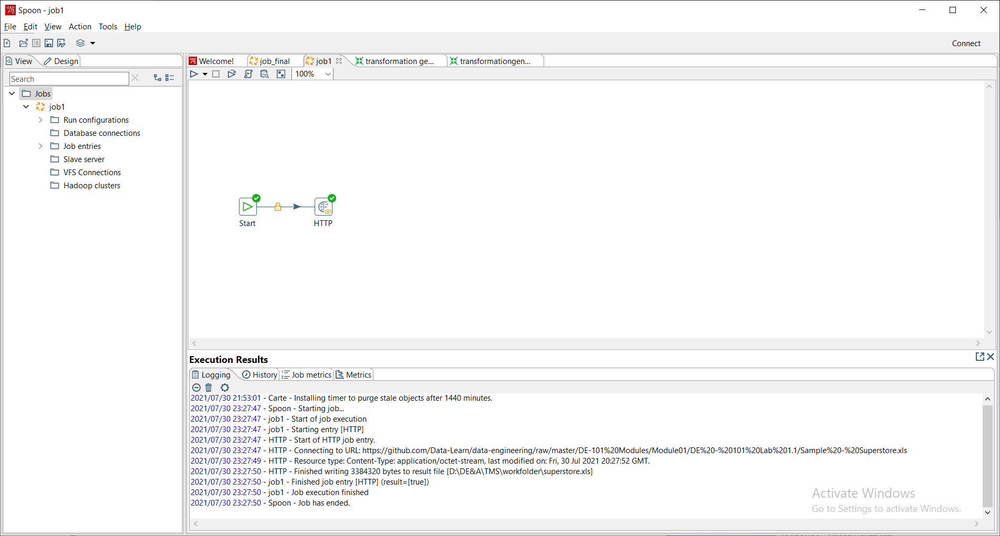 Spoon - job1
File Edit View Action Tools Help
Connect
View Design
Search
Jobs
job1
Run configurations
Database connections
Job entries
Slave server
VFS Connections
Hadoop clusters
Welcome! job_final job1 transformation ge... transformationgen...
100%
Start HTTP
Execution Results
Logging History Job metrics Metrics
2021/07/30 21:53:01 - Carte - Installing timer to purge stale objects after 1440 minutes.
2021/07/30 23:27:47 - Spoon - Starting job...
2021/07/30 23:27:47 - job1 - Start of job execution
2021/07/30 23:27:47 - job1 - Starting entry [HTTP]
2021/07/30 23:27:47 - HTTP - Start of HTTP job entry.
2021/07/30 23:27:47 - HTTP - Connecting to URL: https://github.com/Data-Learn/data-engineering/raw/master/DE-101%20Modules/Module01/DE%20-%20101%20Lab%201.1/Sample%20-%20Superstore.xls
2021/07/30 23:27:49 - HTTP - Resource type: Content-Type: application/octet-stream, last modified on: Fri, 30 Jul 2021 20:27:52 GMT.
2021/07/30 23:27:50 - HTTP - Finished writing 3384320 bytes to result file [D:\DE&A\TMS\workfolder\superstore.xls]
2021/07/30 23:27:50 - job1 - Finished job entry [HTTP] (result=[true])
2021/07/30 23:27:50 - job1 - Job execution finished
2021/07/30 23:27:50 - Spoon - Job has ended.
Activate Windows
Go to Settings to activate Windows.